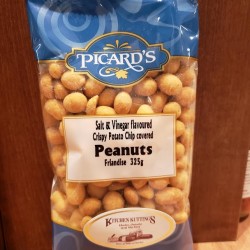 PICARD'S
Salt & Vinegar flavoured
Crispy Potato Chip covered
Peanuts
Friandise 325g
KITCHEN KUTTINGS